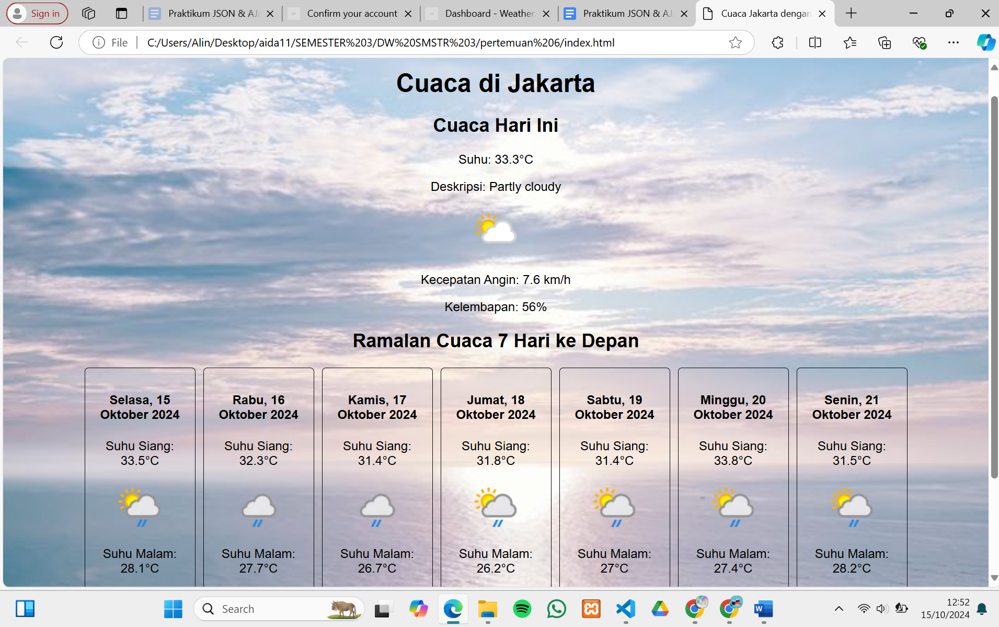 Sign in
Praktikum JSON & AJ
Confirm your account
Dashboard - Weather
Praktikum JSON & AJ
Cuaca Jakarta dengan
File
C:/Users/Alin/Desktop/aida11/SEMESTER%203/DW%20SMSTR%203/pertemuan%206/index.html
Cuaca di Jakarta
Cuaca Hari Ini
Suhu: 33.3°C
Deskripsi: Partly cloudy
Kecepatan Angin: 7.6 km/h
Kelembapan: 56%
Ramalan Cuaca 7 Hari ke Depan
Selasa, 15
Oktober 2024
Suhu Siang:
33.5°C
Suhu Malam:
28.1°C
Rabu, 16
Oktober 2024
Suhu Siang:
32.3°C
Suhu Malam:
27.7°C
Kamis, 17
Oktober 2024
Suhu Siang:
31.4°C
Suhu Malam:
26.7°C
Jumat, 18
Oktober 2024
Suhu Siang:
31.8°C
Suhu Malam:
26.2°C
Sabtu, 19
Oktober 2024
Suhu Siang:
31.4°C
Suhu Malam:
27°C
Minggu, 20
Oktober 2024
Suhu Siang:
33.8°C
Suhu Malam:
27.4°C
Senin, 21
Oktober 2024
Suhu Siang:
31.5°C
Suhu Malam:
28.2°C
Search
W
12:52
15/10/2024